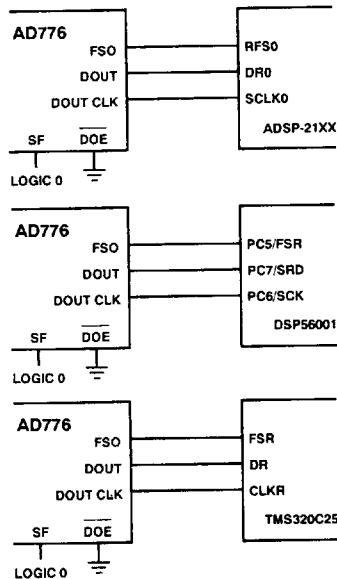 AD776
FSO
RFS0
DOUT
DR0
DOUT CLK
SCLK0
SF
DOE
ADSP-21XX
LOGIC 0
AD776
FSO
PC5/FSR
DOUT
PC7/SRD
DOUT CLK
PC6/SCK
SF
DOE
DSP56001
LOGIC 0
AD776
FSO
FSR
DOUT
DR
DOUT CLK
CLKR
SF
DOE
TMS320C25
LOGIC 0